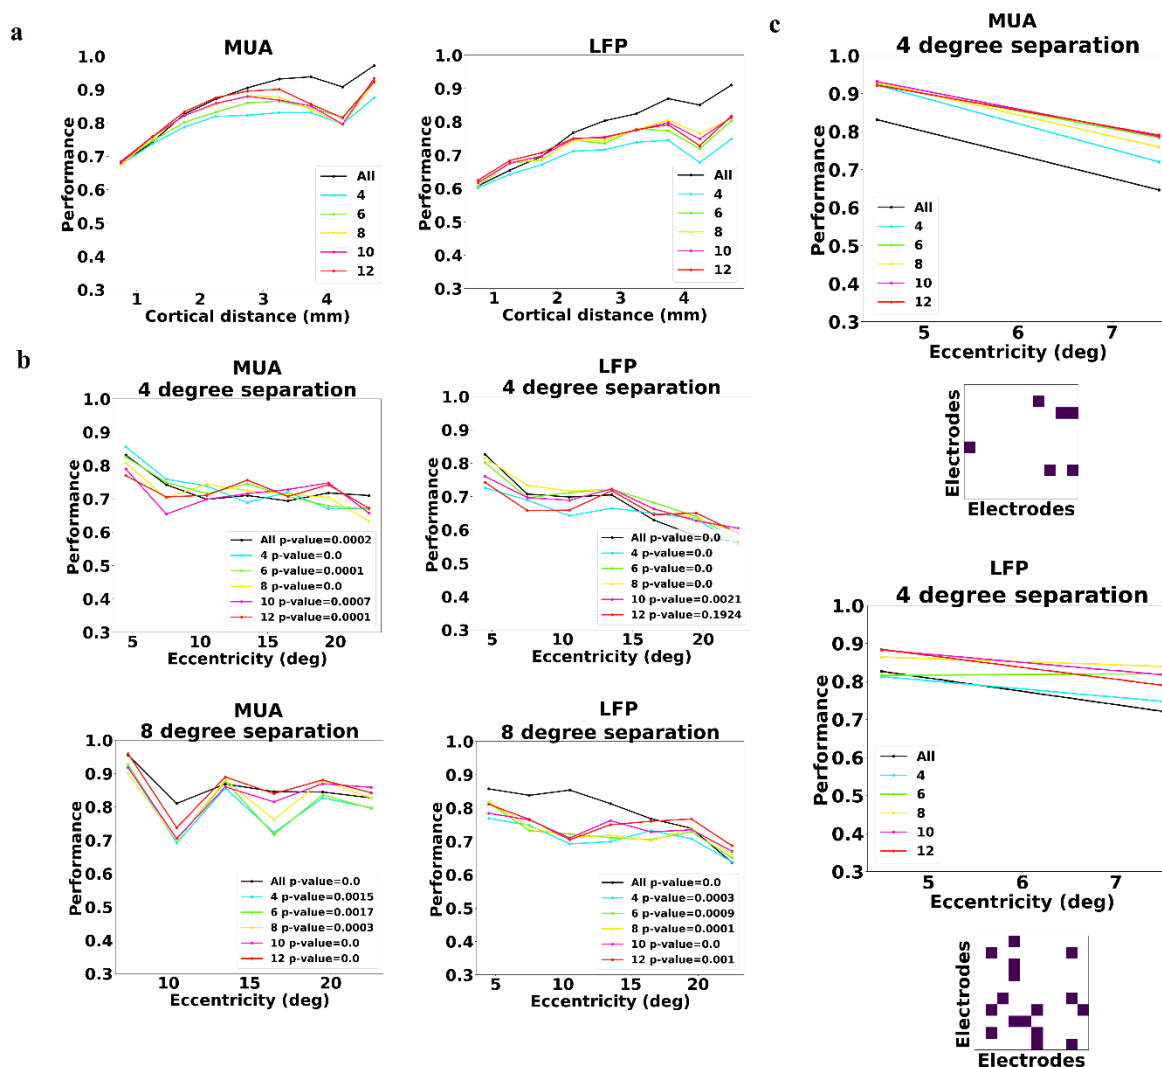 a
MUA
Performance
1.0
0.9
0.8
0.7
0.6
0.5
0.4
0.3
All
4
6
8
10
12
1 2 3 4
Cortical distance (mm)
LFP
Performance
1.0
0.9
0.8
0.7
0.6
0.5
0.4
0.3
All
4
6
8
10
12
1 2 3 4
Cortical distance (mm)
b
MUA
4 degree separation
Performance
1.0
0.9
0.8
0.7
0.6
0.5
0.4
0.3
All p-value=0.0002
4 p-value=0.0
6 p-value=0.0001
8 p-value=0.0
10 p-value=0.0007
12 p-value=0.0001
5 10 15 20
Eccentricity (deg)
LFP
4 degree separation
Performance
1.0
0.9
0.8
0.7
0.6
0.5
0.4
0.3
All p-value=0.0
4 p-value=0.0
6 p-value=0.0
8 p-value=0.0
10 p-value=0.0021
12 p-value=0.1924
5 10 15 20
Eccentricity (deg)
MUA
8 degree separation
Performance
1.0
0.9
0.8
0.7
0.6
0.5
0.4
0.3
All p-value=0.0
4 p-value=0.0015
6 p-value=0.0017
8 p-value=0.0003
10 p-value=0.0
12 p-value=0.0
10 15 20
Eccentricity (deg)
LFP
8 degree separation
Performance
1.0
0.9
0.8
0.7
0.6
0.5
0.4
0.3
All p-value=0.0
4 p-value=0.0003
6 p-value=0.0009
8 p-value=0.0001
10 p-value=0.0
12 p-value=0.001
5 10 15 20
Eccentricity (deg)
c
MUA
4 degree separation
Performance
1.0
0.9
0.8
0.7
0.6
0.5
0.4
0.3
All
4
6
8
10
12
5 6 7
Eccentricity (deg)
Electrodes
Electrodes
LFP
4 degree separation
Performance
1.0
0.9
0.8
0.7
0.6
0.5
0.4
0.3
All
4
6
8
10
12
5 6 7
Eccentricity (deg)
Electrodes
Electrodes